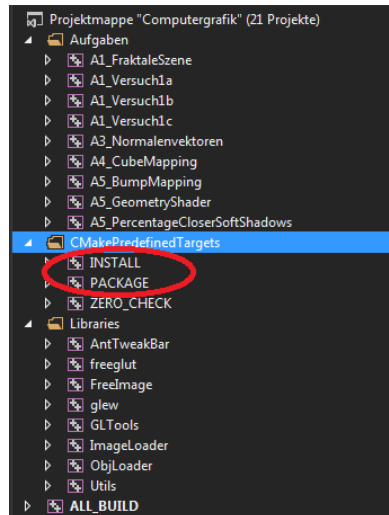 Projektmappe "Computergrafik" (21 Projekte)
Aufgaben
A1_FraktaleSzene
A1_Versuch1a
A1_Versuch1b
A1_Versuch1c
A3_Normalenvektoren
A4_CubeMapping
A5_BumpMapping
A5_GeometryShader
A5_PercentageCloserSoftShadows
CMakePredefinedTargets
INSTALL
PACKAGE
ZERO_CHECK
Libraries
AntTweakBar
freeglut
FreeImage
glew
GLTools
ImageLoader
ObjLoader
Utils
ALL_BUILD